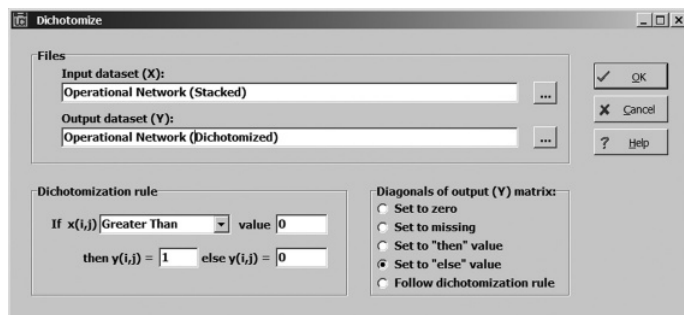 Dichotomize
Files
Input dataset (X):
Operational Network (Stacked)
...
Output dataset (Y):
Operational Network (Dichotomized)
...
OK
Cancel
? Help
Dichotomization rule
If x(i,j) Greater Than value 0
then y(i,j) = 1 else y(i,j) = 0
Diagonals of output (Y) matrix:
Set to zero
Set to missing
Set to "then" value
Set to "else" value
Follow dichotomization rule